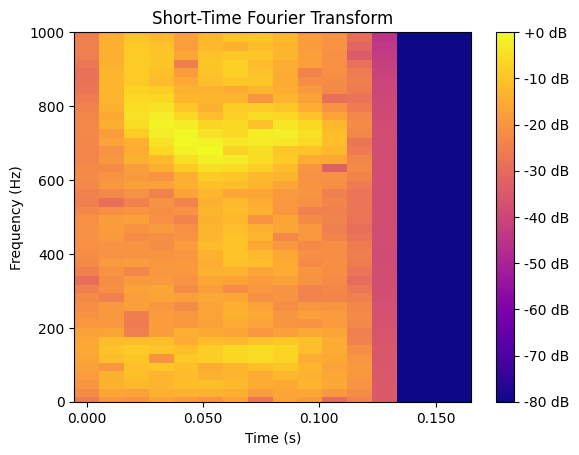 Short-Time Fourier Transform
1000
800
600
400
200
0
Frequency (Hz)
0.000
0.050
0.100
0.150
Time (s)
+0 dB
-10 dB
-20 dB
-30 dB
-40 dB
-50 dB
-60 dB
-70 dB
-80 dB